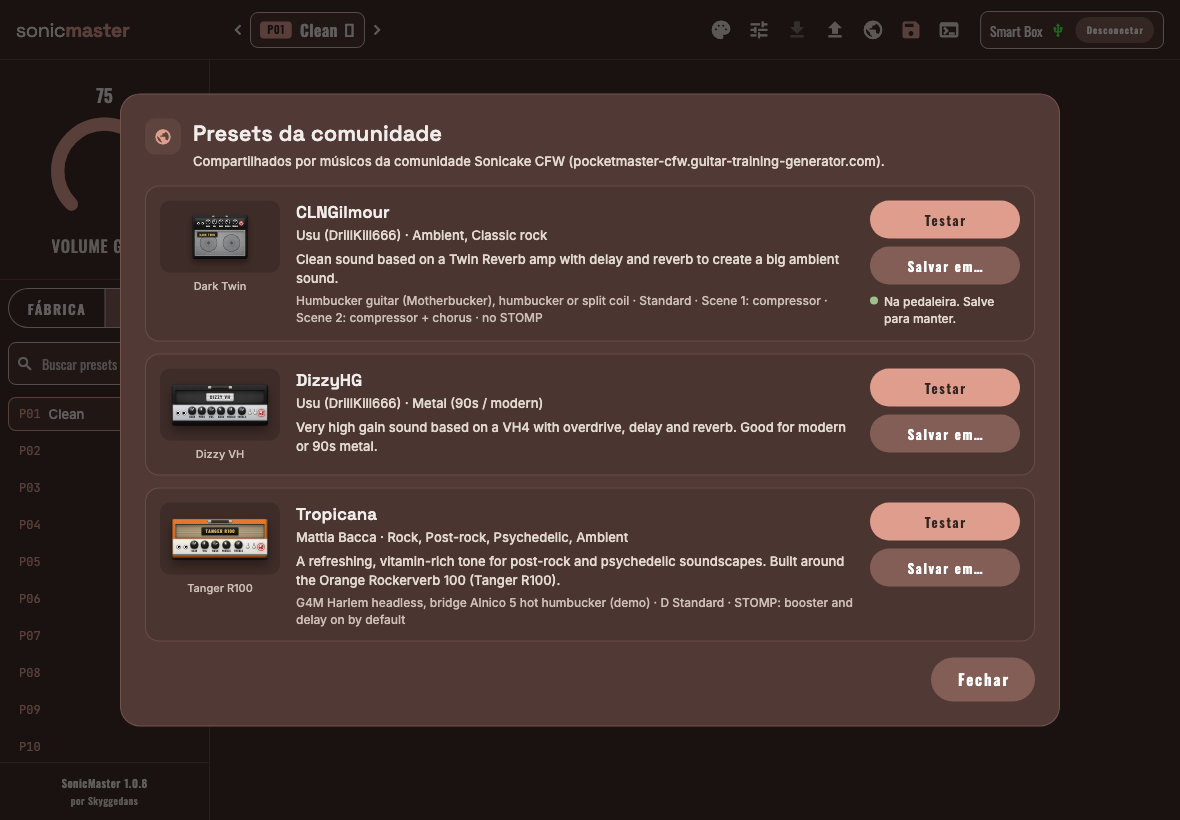 sonicmaster
P01 Clean
Smart Box
Desconectar
75
VOLUME G
FÁBRICA
Buscar presets
P01 Clean
P02
P03
P04
P05
P06
P07
P08
P09
P10
SonicMaster 1.0.8
por Skyggedans
Presets da comunidade
Compartilhados por músicos da comunidade Sonicake CFW (pocketmaster-cfw.guitar-training-generator.com).
Dark Twin
CLNGilmour
Usu (DrillKill666) · Ambient, Classic rock
Clean sound based on a Twin Reverb amp with delay and reverb to create a big ambient
sound.
Humbucker guitar (Motherbucker), humbucker or split coil · Standard · Scene 1: compressor ·
Scene 2: compressor + chorus · no STOMP
Testar
Salvar em…
Na pedaleira. Salve
para manter.
DIZZY VH
Dizzy VH
DizzyHG
Usu (DrillKill666) · Metal (90s / modern)
Very high gain sound based on a VH4 with overdrive, delay and reverb. Good for modern
or 90s metal.
Testar
Salvar em…
TANGER R100
Tanger R100
Tropicana
Mattia Bacca · Rock, Post-rock, Psychedelic, Ambient
A refreshing, vitamin-rich tone for post-rock and psychedelic soundscapes. Built around
the Orange Rockerverb 100 (Tanger R100).
G4M Harlem headless, bridge Alnico 5 hot humbucker (demo) · D Standard · STOMP: booster and
delay on by default
Testar
Salvar em…
Fechar